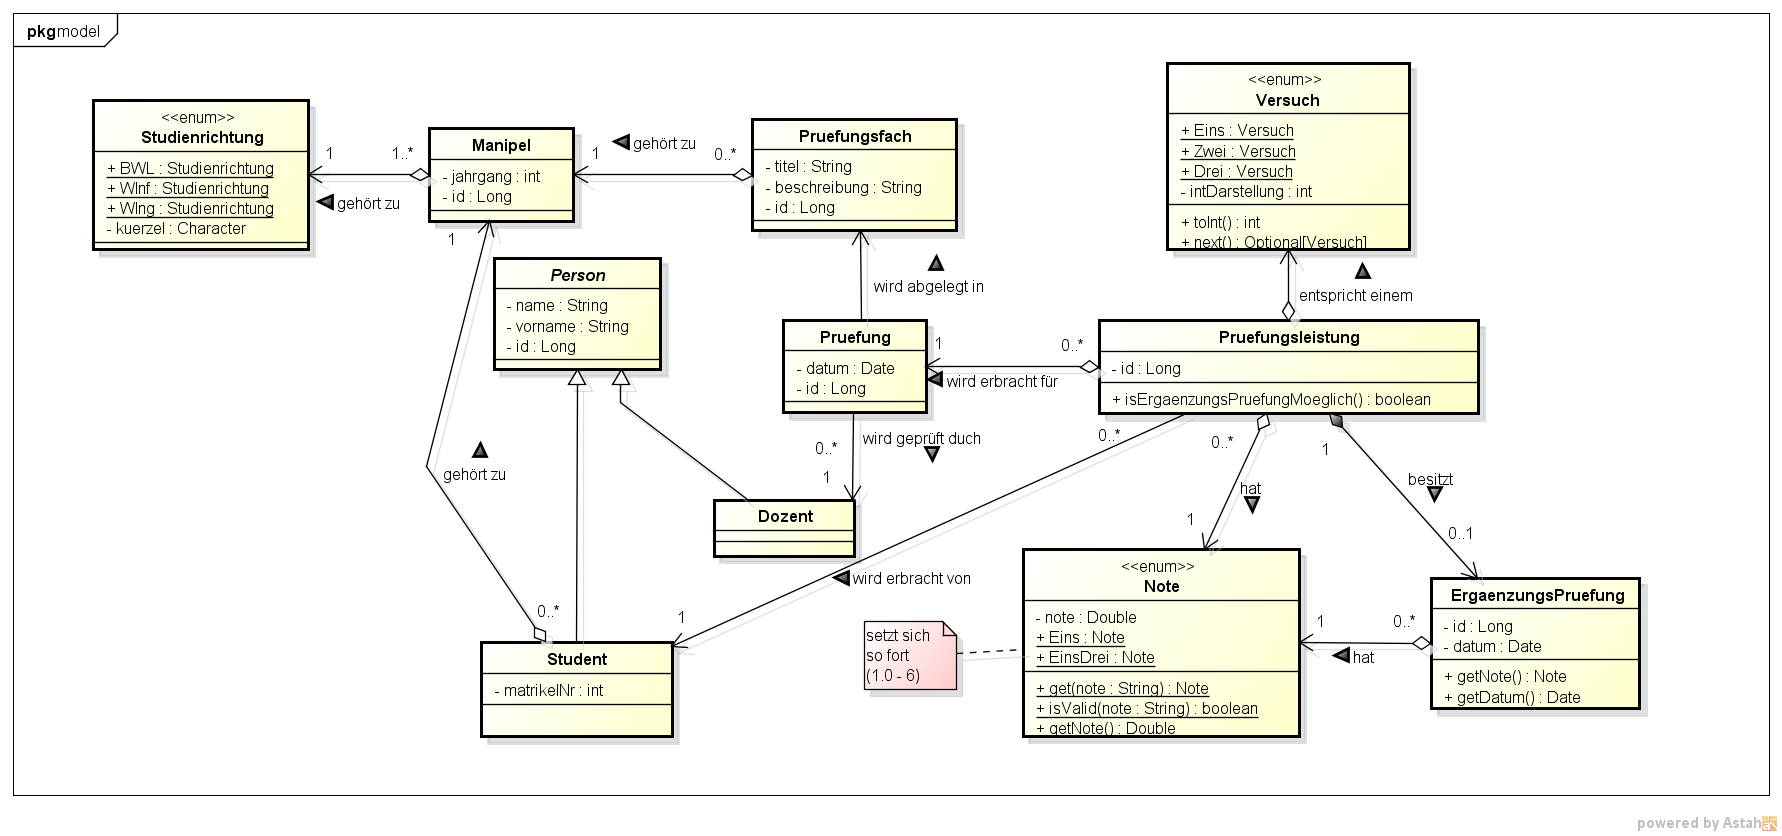 pkg model
<<enum>>
Studienrichtung
+ BWL : Studienrichtung
+ WInf : Studienrichtung
+ WIng : Studienrichtung
- kuerzel : Character
1
1..*
gehört zu
Manipel
- jahrgang : int
- id : Long
1
gehört zu
0..*
Pruefungsfach
- titel : String
- beschreibung : String
- id : Long
<<enum>>
Versuch
+ Eins : Versuch
+ Zwei : Versuch
+ Drei : Versuch
- intDarstellung : int
+ toInt() : int
+ next() : Optional[Versuch]
1
Person
- name : String
- vorname : String
- id : Long
wird abgelegt in
entspricht einem
Pruefung
- datum : Date
- id : Long
1
0..*
wird erbracht für
Pruefungsleistung
- id : Long
+ isErgaenzungsPruefungMoeglich() : boolean
0..*
wird geprüft duch
1
0..*
0..*
1
gehört zu
hat
besitzt
Dozent
1
0..1
wird erbracht von
0..*
1
Student
- matrikelNr : int
setzt sich
so fort
(1.0 - 6)
<<enum>>
Note
- note : Double
+ Eins : Note
+ EinsDrei : Note
+ get(note : String) : Note
+ isValid(note : String) : boolean
+ getNote() : Double
1
0..*
hat
ErgaenzungsPruefung
- id : Long
- datum : Date
+ getNote() : Note
+ getDatum() : Date
powered by Astah